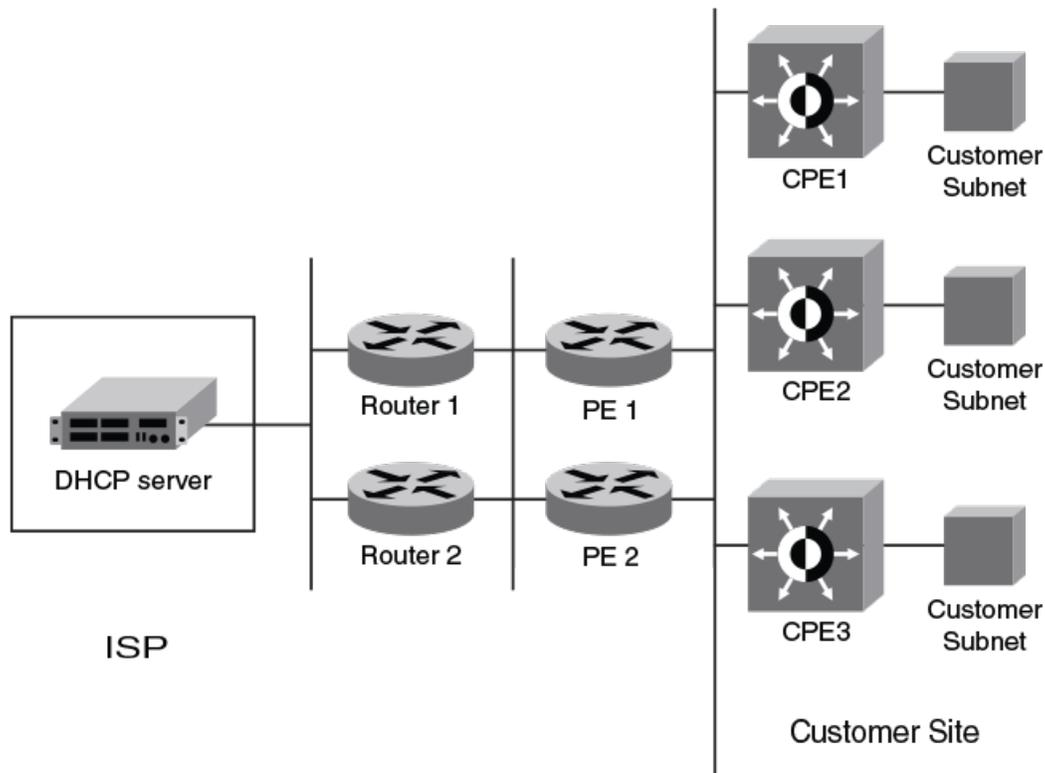 CPE1
Customer
Subnet
CPE2
Customer
Subnet
Router 1
PE 1
DHCP server
Router 2
PE 2
CPE3
Customer
Subnet
ISP
Customer Site